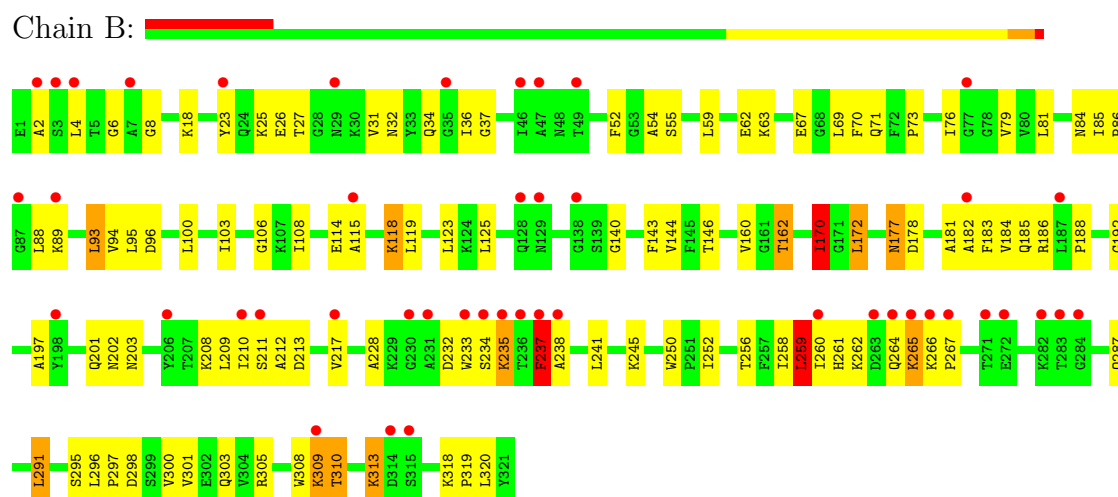 Chain B:
E1 A2 S3 L4 T5 G6 A7 G8 K18 Y23 Q24 K25 E26 T27 G28 N29 K30 V31 N32 Y33 Q34 G35 I36 G37 I46 A47 N48 T49 F52 G53 A54 S55 L59 E62 K63 E67 G68 L69 F70 Q71 F72 P73 I76 G77 G78 V79 V80 L81 N84 I85
G87 L88 K89 L93 V94 L95 D96 L100 I103 G106 K107 I108 E114 A115 K118 L119 L123 K124 L125 Q128 N129 G138 S139 G140 F143 V144 F145 T146 V160 G161 T162 I170 G171 L172 N177 D178 A181 A182 F183 V184 Q185 R186 L187 P188
A197 Y198 Q201 N202 N203 Y206 T207 K208 L209 I210 S211 A212 D213 V217 A228 K229 G230 A231 D232 W233 S234 K235 T236 F237 A238 L241 K245 W250 P251 I252 T256 F257 I258 L259 I260 H261 K262 D263 Q264 K265 K266 P267 T271 E272 K282 T283 G284
L291 S295 L296 P297 D298 S299 V300 V301 E302 Q303 V304 R305 W308 K309 T310 K313 D314 S315 K318 P319 L320 Y321